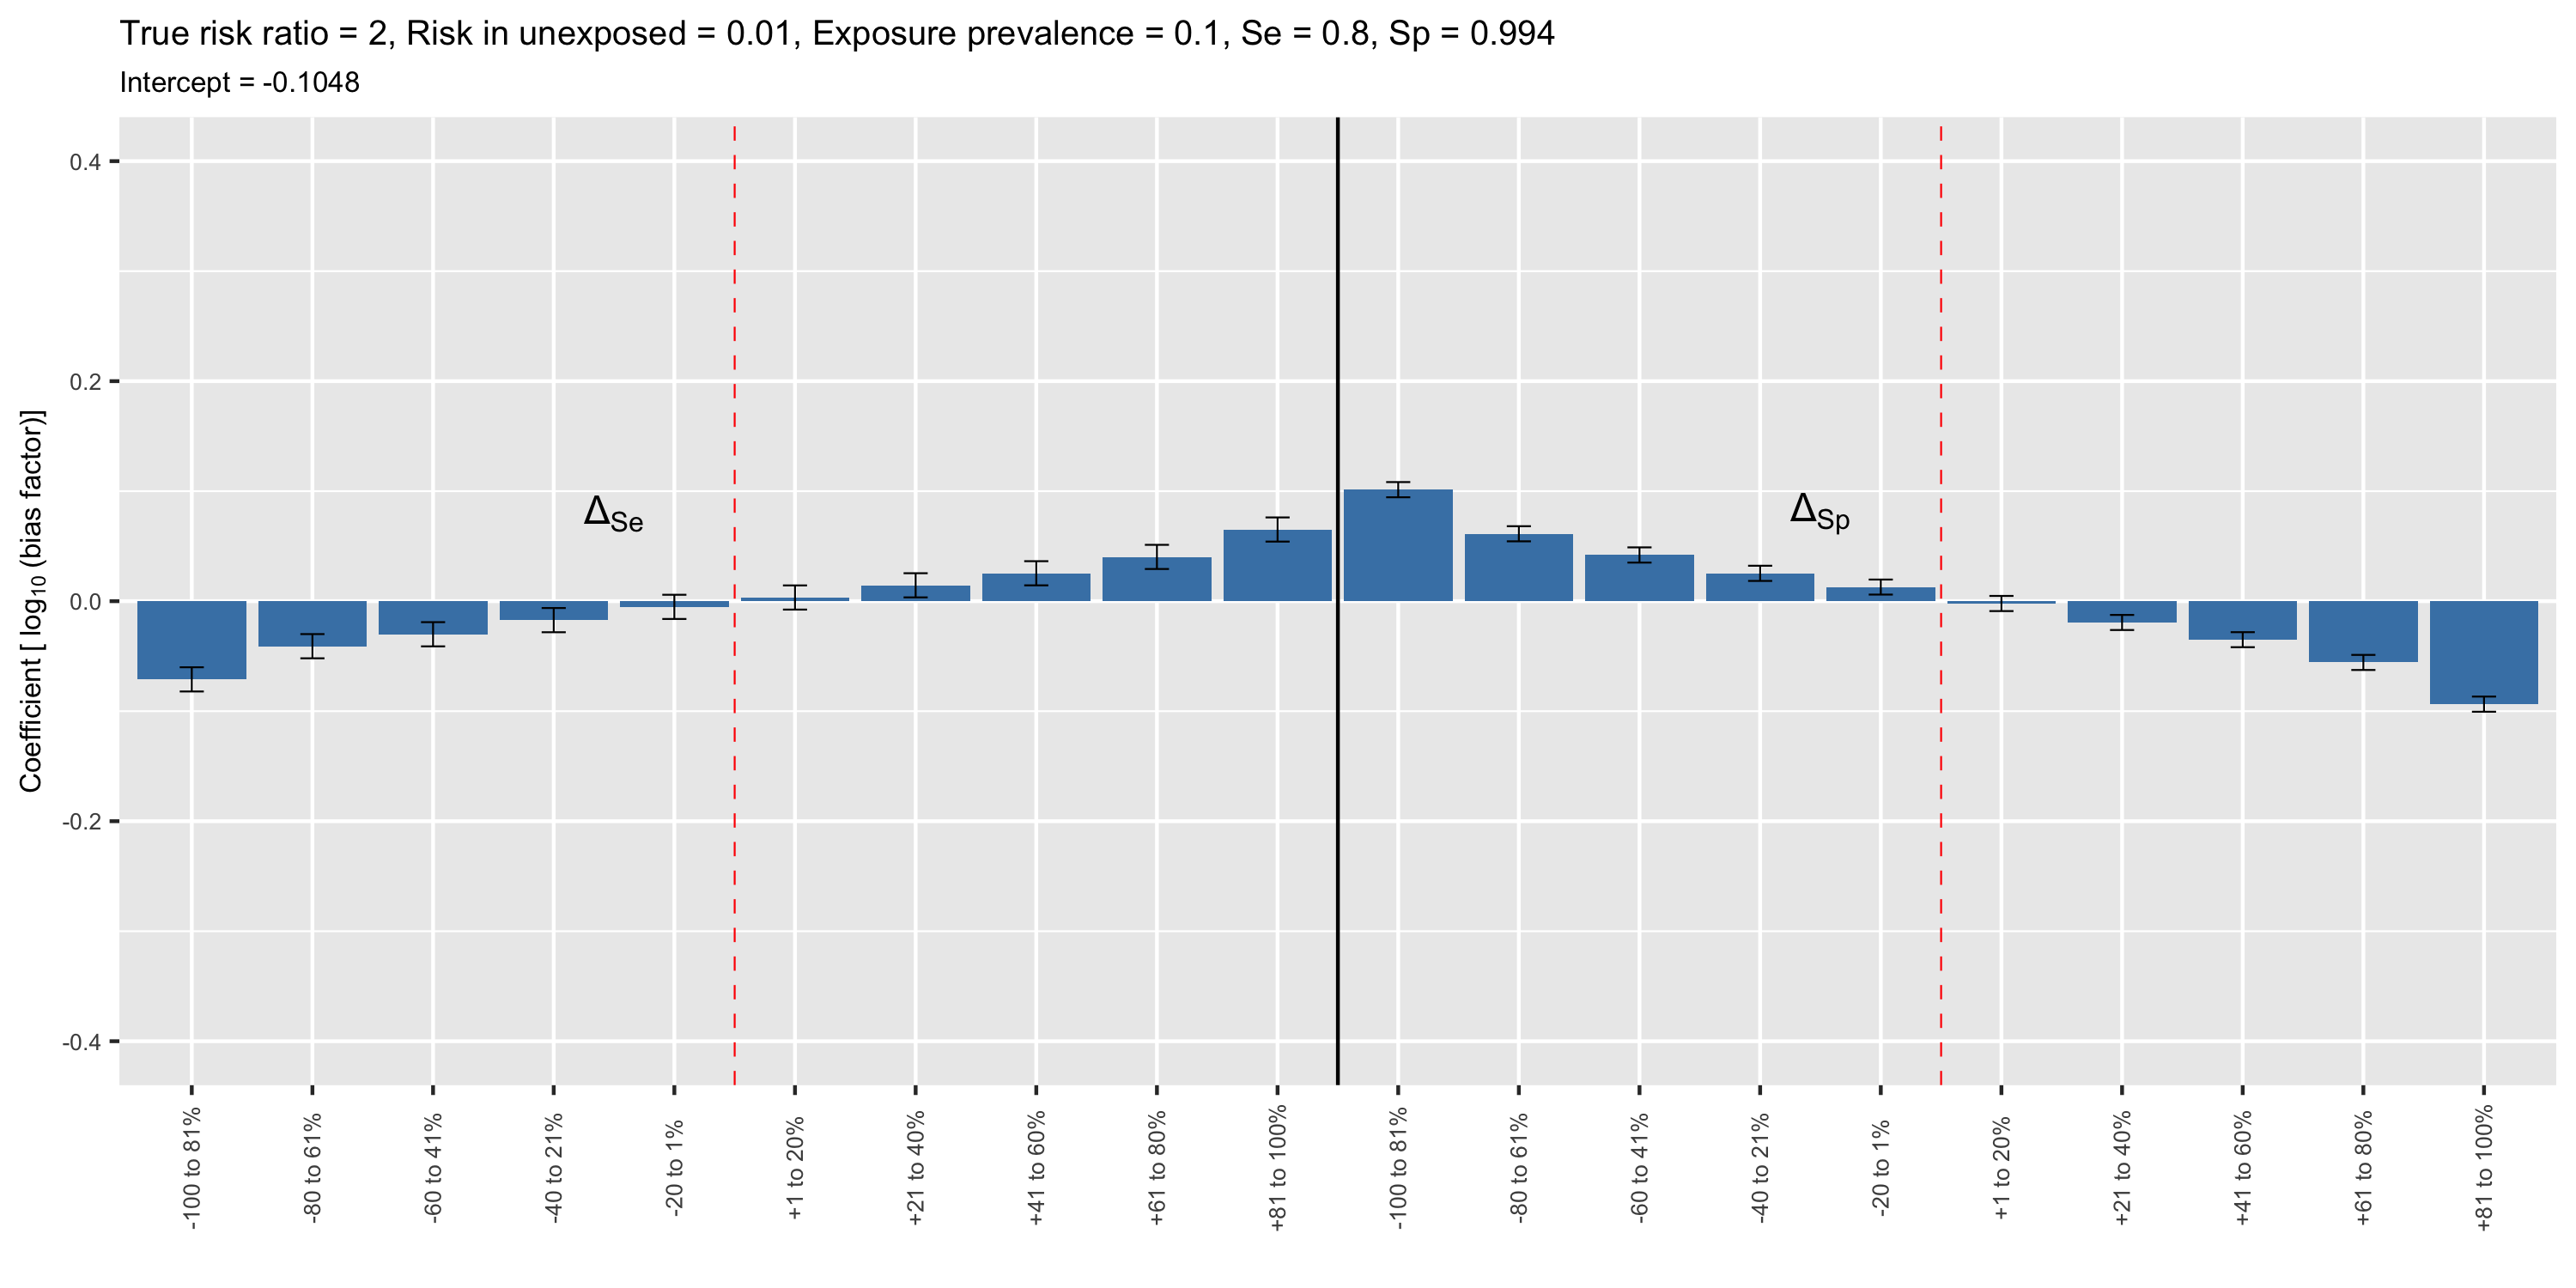 True risk ratio = 2, Risk in unexposed = 0.01, Exposure prevalence = 0.1, Se = 0.8, Sp = 0.994
Intercept = -0.1048
Coefficient [ log₁₀ (bias factor)]
0.4
0.2
0.0
-0.2
-0.4
Δ_Se
Δ_Sp
-100 to 81%
-80 to 61%
-60 to 41%
-40 to 21%
-20 to 1%
+1 to 20%
+21 to 40%
+41 to 60%
+61 to 80%
+81 to 100%
-100 to 81%
-80 to 61%
-60 to 41%
-40 to 21%
-20 to 1%
+1 to 20%
+21 to 40%
+41 to 60%
+61 to 80%
+81 to 100%